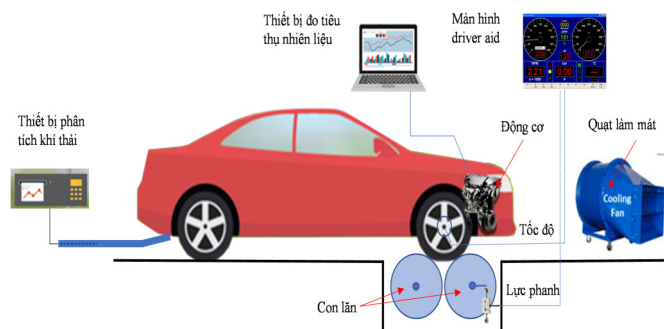 Thiết bị đo tiêu
thụ nhiên liệu
Màn hình
driver aid
Thiết bị phân
tích khí thải
Động cơ
Quạt làm mát
Cooling
Fan
Tốc độ
Lực phanh
Con lăn